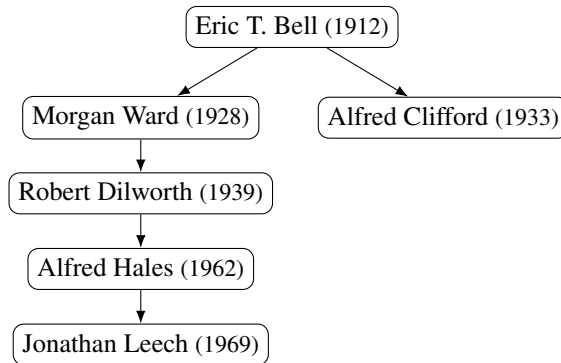 Eric T. Bell (1912)
Morgan Ward (1928)
Alfred Clifford (1933)
Robert Dilworth (1939)
Alfred Hales (1962)
Jonathan Leech (1969)